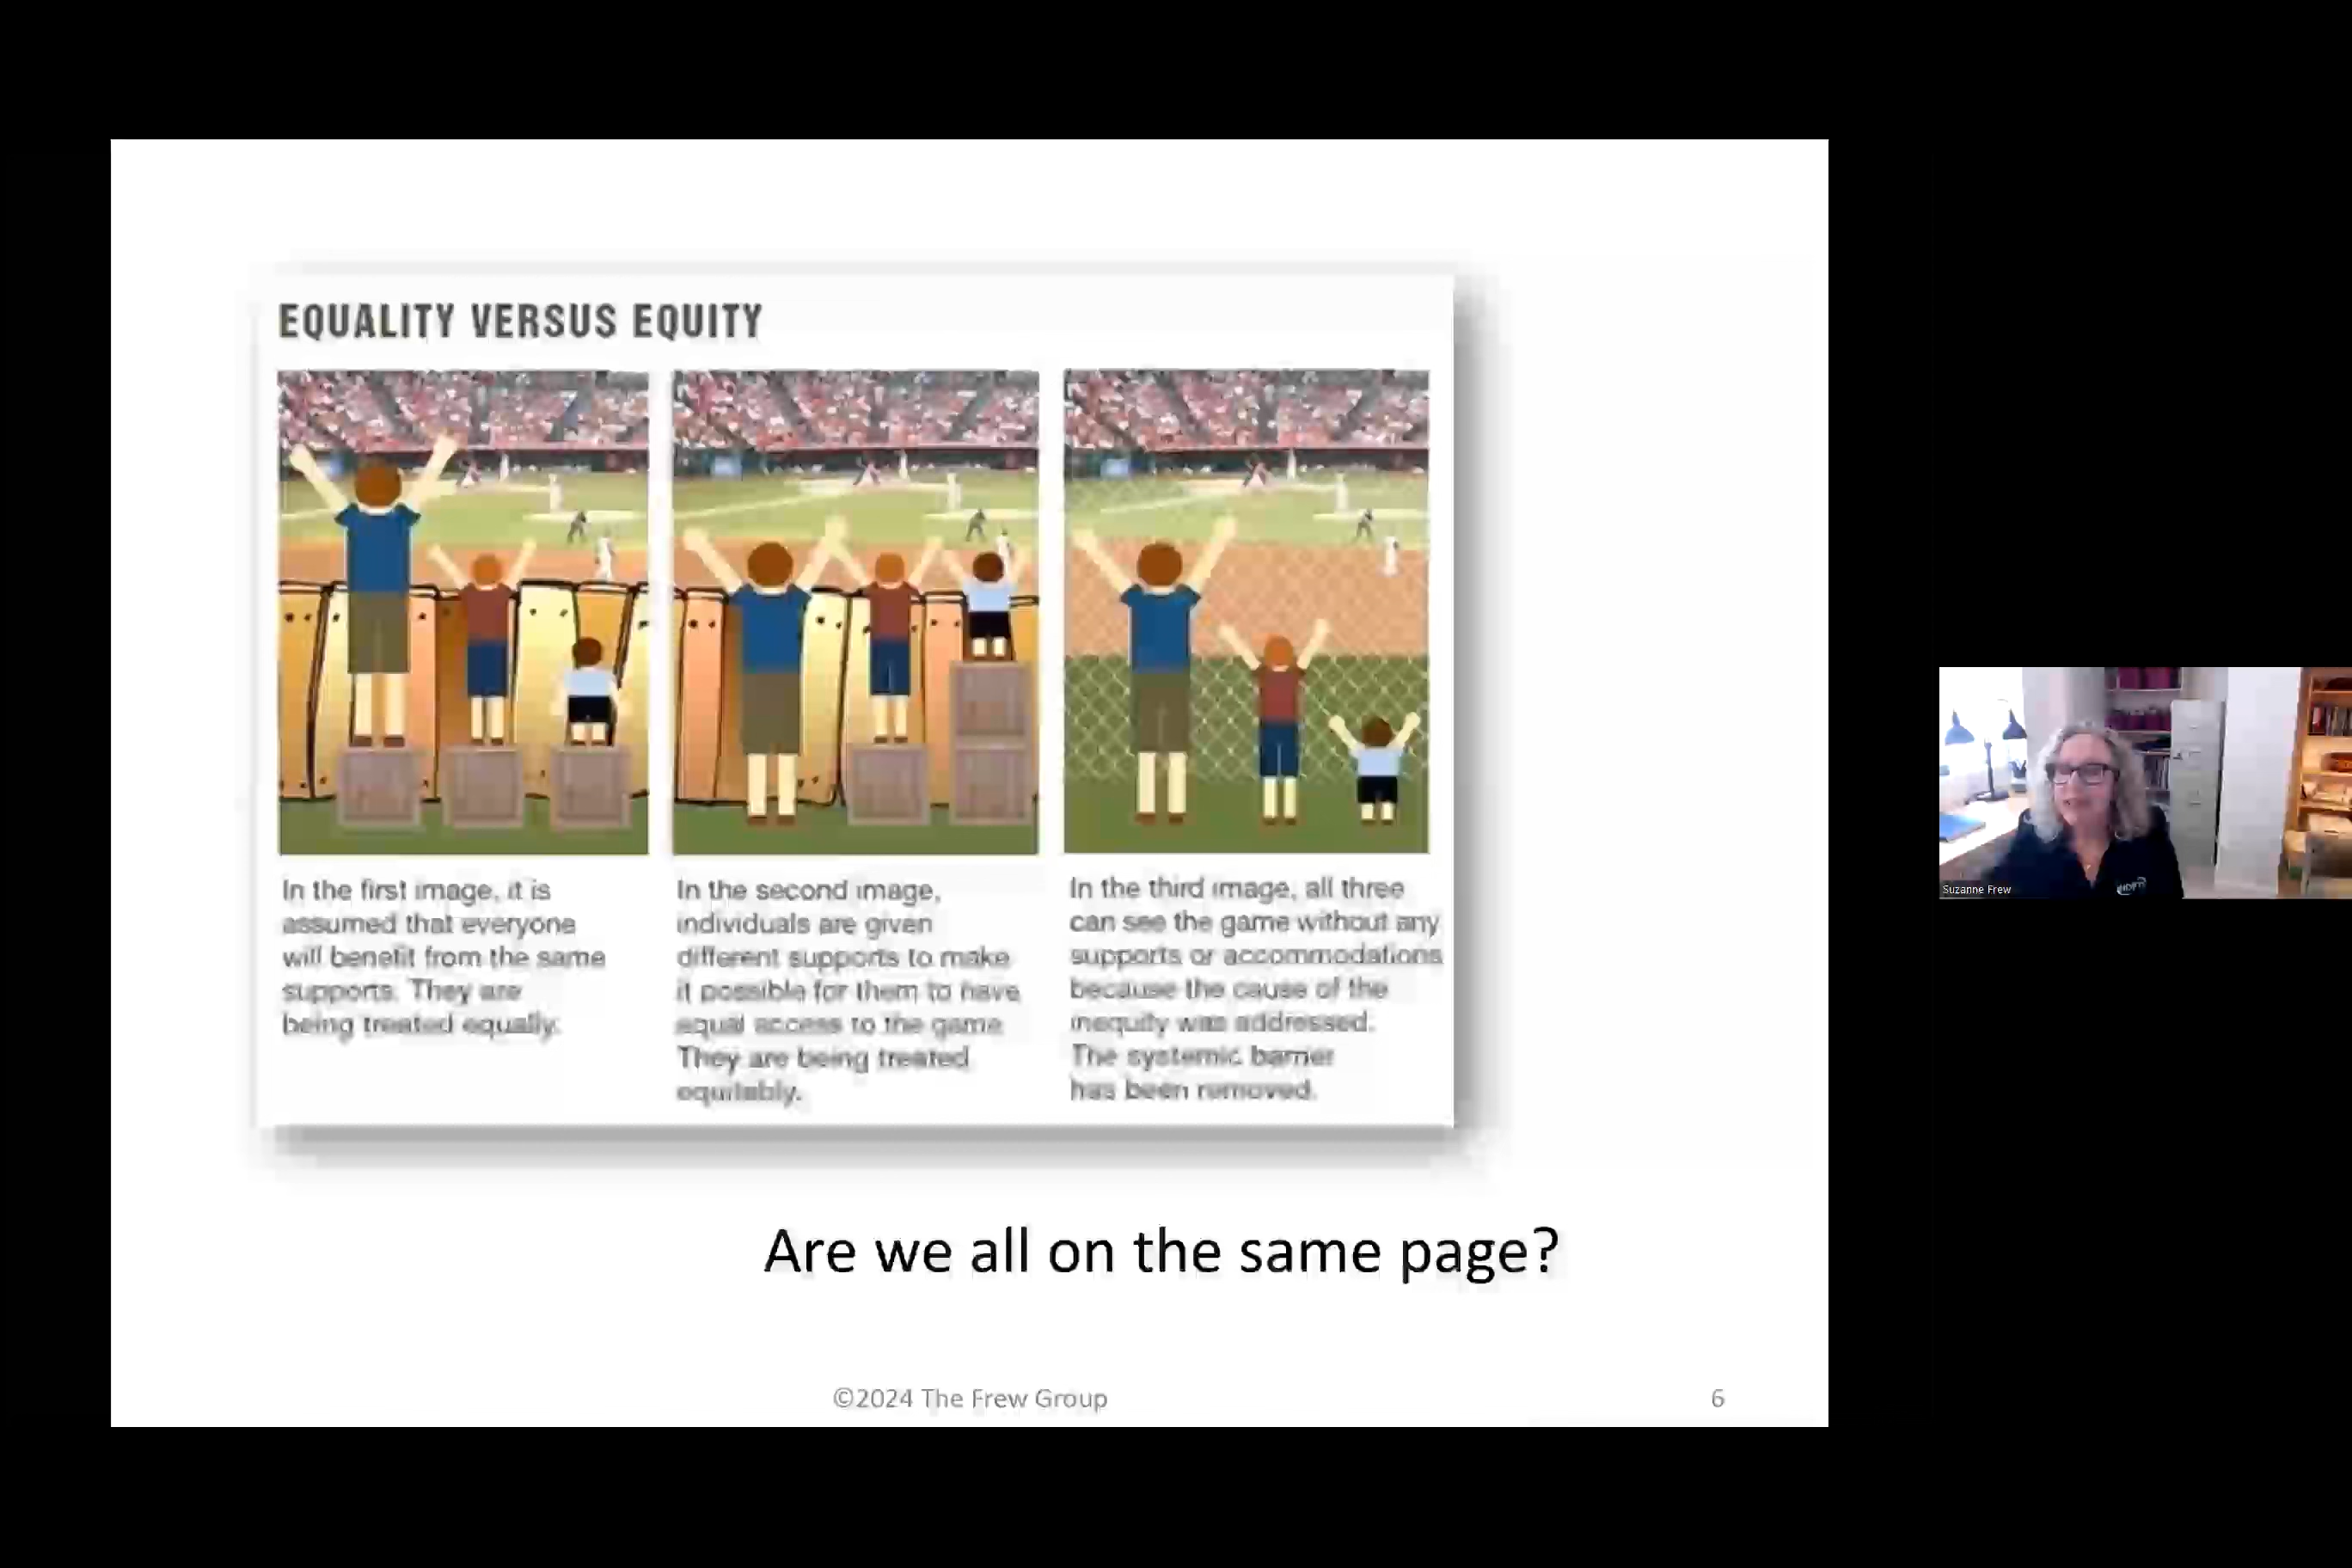 EQUALITY VERSUS EQUITY
In the first image, it is
assumed that everyone
will benefit from the same
supports. They are
being treated equally.
In the second image,
individuals are given
different supports to make
it possible for them to have
equal access to the game
They are being treated
equitably.
In the third image, all three
can see the game without any
supports or accommodations
because the cause of the
inequity was addressed.
The systemic barrier
has been removed.
Are we all on the same page?
©2024 The Frew Group
6
Suzanne Frew